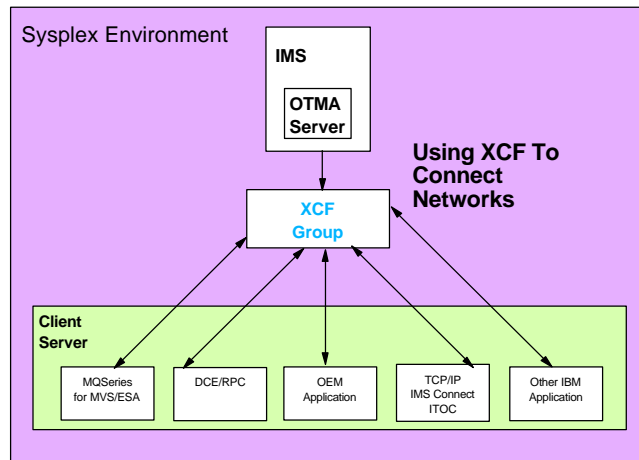 Sysplex Environment
IMS
OTMA
Server
Using XCF To
Connect
Networks
XCF
Group
Client
Server
MQSeries
for MVS/ESA
DCE/RPC
OEM
Application
TCP/IP
IMS Connect
ITOC
Other IBM
Application